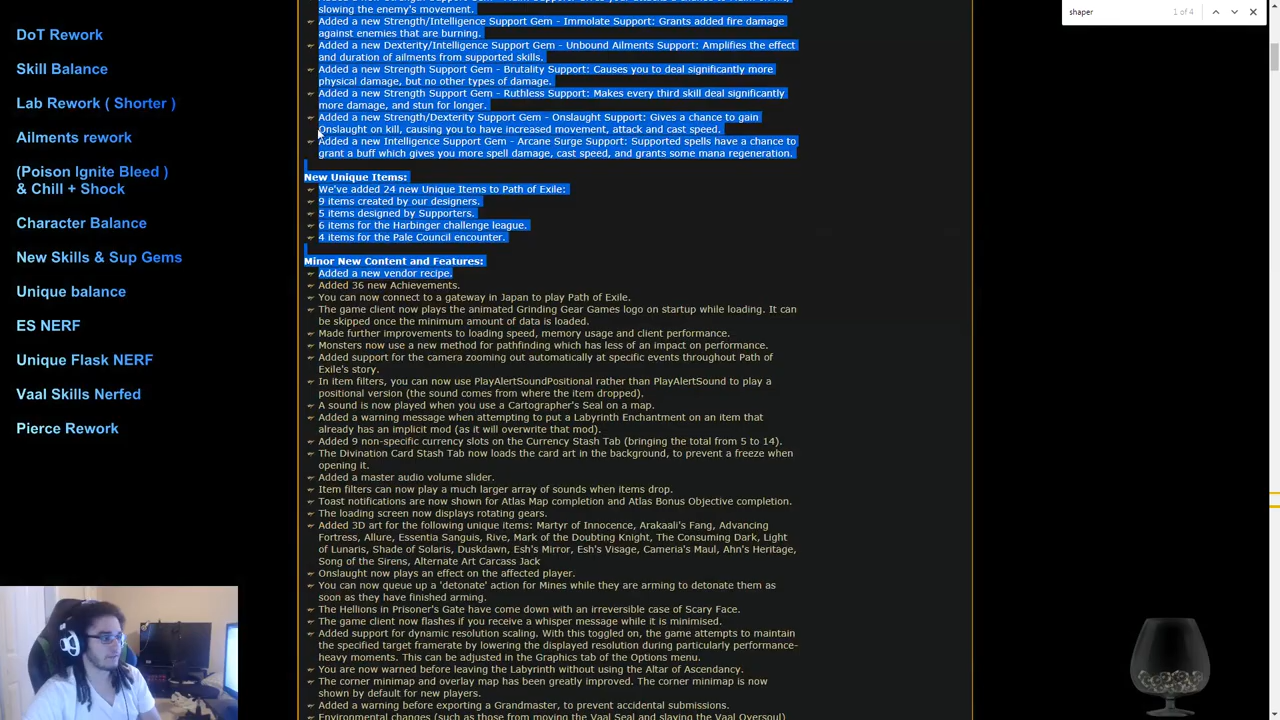 shaper
1 of 4
DoT Rework
Skill Balance
Lab Rework ( Shorter )
Ailments rework
(Poison Ignite Bleed )
& Chill + Shock
Character Balance
New Skills & Sup Gems
Unique balance
ES NERF
Unique Flask NERF
Vaal Skills Nerfed
Pierce Rework
slowing the enemy's movement.
Added a new Strength/Intelligence Support Gem - Immolate Support: Grants added fire damage
against enemies that are burning.
Added a new Dexterity/Intelligence Support Gem - Unbound Ailments Support: Amplifies the effect
and duration of ailments from supported skills.
Added a new Strength Support Gem - Brutality Support: Causes you to deal significantly more
physical damage, but no other types of damage.
Added a new Strength Support Gem - Ruthless Support: Makes every third skill deal significantly
more damage, and stun for longer.
Added a new Strength/Dexterity Support Gem - Onslaught Support: Gives a chance to gain
Onslaught on kill, causing you to have increased movement, attack and cast speed.
Added a new Intelligence Support Gem - Arcane Surge Support: Supported spells have a chance to
grant a buff which gives you more spell damage, cast speed, and grants some mana regeneration.
New Unique Items:
We've added 24 new Unique Items to Path of Exile:
9 items created by our designers.
5 items designed by Supporters.
6 items for the Harbinger challenge league.
4 items for the Pale Council encounter.
Minor New Content and Features:
Added a new vendor recipe.
Added 36 new Achievements.
You can now connect to a gateway in Japan to play Path of Exile.
The game client now plays the animated Grinding Gear Games logo on startup while loading. It can
be skipped once the minimum amount of data is loaded.
Made further improvements to loading speed, memory usage and client performance.
Monsters now use a new method for pathfinding which has less of an impact on performance.
Added support for the camera zooming out automatically at specific events throughout Path of
Exile's story.
In item filters, you can now use PlayAlertSoundPositional rather than PlayAlertSound to play a
positional version (the sound comes from where the item dropped).
A sound is now played when you use a Cartographer's Seal on a map.
Added a warning message when attempting to put a Labyrinth Enchantment on an item that
already has an implicit mod (as it will overwrite that mod).
Added 9 non-specific currency slots on the Currency Stash Tab (bringing the total from 5 to 14).
The Divination Card Stash Tab now loads the card art in the background, to prevent a freeze when
opening it.
Added a master audio volume slider.
Item filters can now play a much larger array of sounds when items drop.
Toast notifications are now shown for Atlas Map completion and Atlas Bonus Objective completion.
The loading screen now displays rotating gears.
Added 3D art for the following unique items: Martyr of Innocence, Arakaali's Fang, Advancing
Fortress, Allure, Essentia Sanguis, Rive, Mark of the Doubting Knight, The Consuming Dark, Light
of Lunaris, Shade of Solaris, Duskdawn, Esh's Mirror, Esh's Visage, Cameria's Maul, Ahn's Heritage,
Song of the Sirens, Alternate Art Carcass Jack
Onslaught now plays an effect on the affected player.
You can now queue up a 'detonate' action for Mines while they are arming to detonate them as
soon as they have finished arming.
The Hellions in Prisoner's Gate have come down with an irreversible case of Scary Face.
The game client now flashes if you receive a whisper message while it is minimised.
Added support for dynamic resolution scaling. With this toggled on, the game attempts to maintain
the specified target framerate by lowering the displayed resolution during particularly performance-
heavy moments. This can be adjusted in the Graphics tab of the Options menu.
You are now warned before leaving the Labyrinth without using the Altar of Ascendancy.
The corner minimap and overlay map has been greatly improved. The corner minimap is now
shown by default for new players.
Added a warning before exporting a Grandmaster, to prevent accidental submissions.
Environmental changes (such as those from moving the Vaal Seal and slaying the Vaal Oversoul)